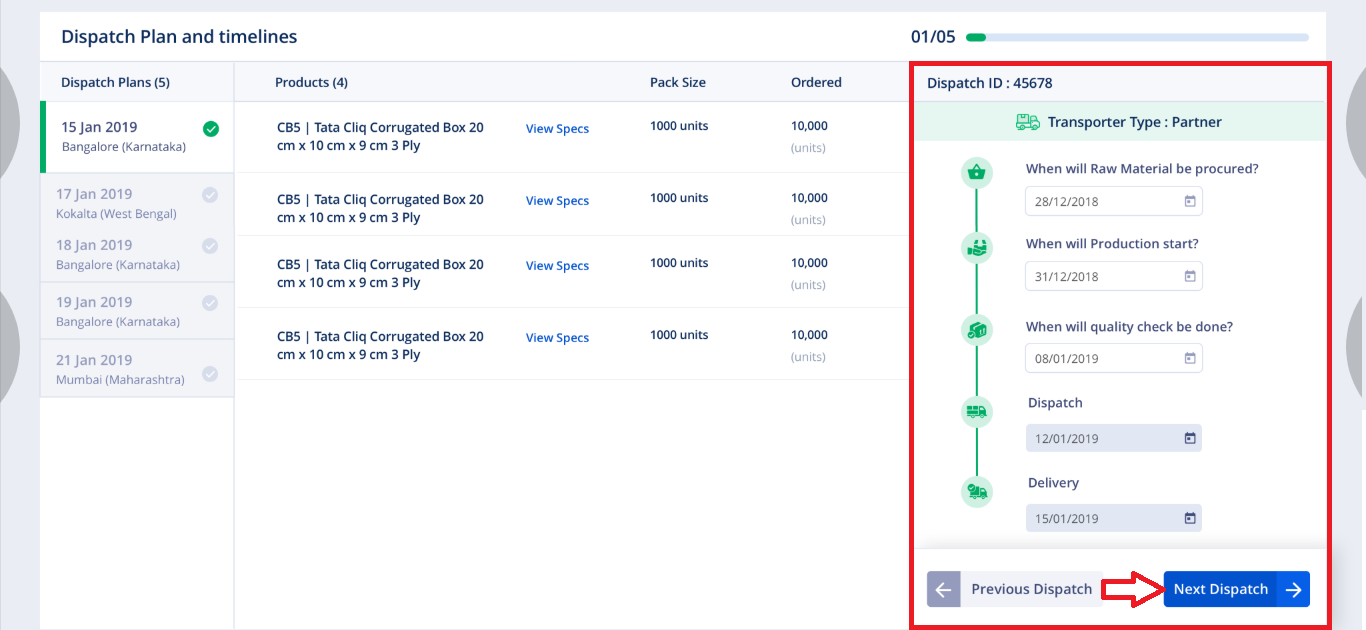 Dispatch Plan and timelines
01/05
Dispatch Plans (5)
Products (4)
Pack Size
Ordered
15 Jan 2019
Bangalore (Karnataka)
17 Jan 2019
Kokalta (West Bengal)
18 Jan 2019
Bangalore (Karnataka)
19 Jan 2019
Bangalore (Karnataka)
21 Jan 2019
Mumbai (Maharashtra)
CB5 | Tata Cliq Corrugated Box 20
cm x 10 cm x 9 cm 3 Ply
View Specs
1000 units
10,000
(units)
CB5 | Tata Cliq Corrugated Box 20
cm x 10 cm x 9 cm 3 Ply
View Specs
1000 units
10,000
(units)
CB5 | Tata Cliq Corrugated Box 20
cm x 10 cm x 9 cm 3 Ply
View Specs
1000 units
10,000
(units)
CB5 | Tata Cliq Corrugated Box 20
cm x 10 cm x 9 cm 3 Ply
View Specs
1000 units
10,000
(units)
Dispatch ID : 45678
Transporter Type : Partner
When will Raw Material be procured?
28/12/2018
When will Production start?
31/12/2018
When will quality check be done?
08/01/2019
Dispatch
12/01/2019
Delivery
15/01/2019
Previous Dispatch
Next Dispatch